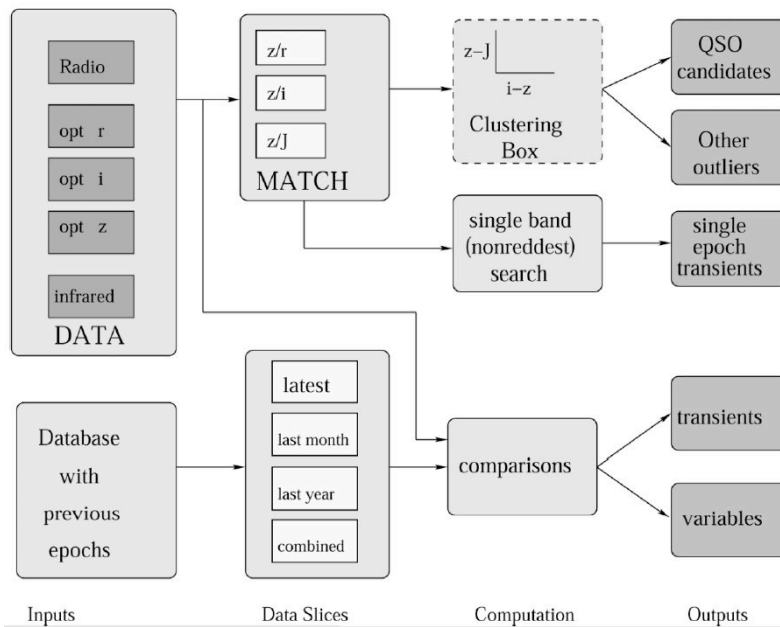 Radio
opt r
opt i
opt z
infrared
DATA
z/r
z/i
z/J
MATCH
z-J
i-z
Clustering
Box
QSO
candidates
Other
outliers
single band
(nonreddest)
search
single
epoch
transients
Database
with
previous
epochs
latest
last month
last year
combined
comparisons
transients
variables
Inputs
Data Slices
Computation
Outputs